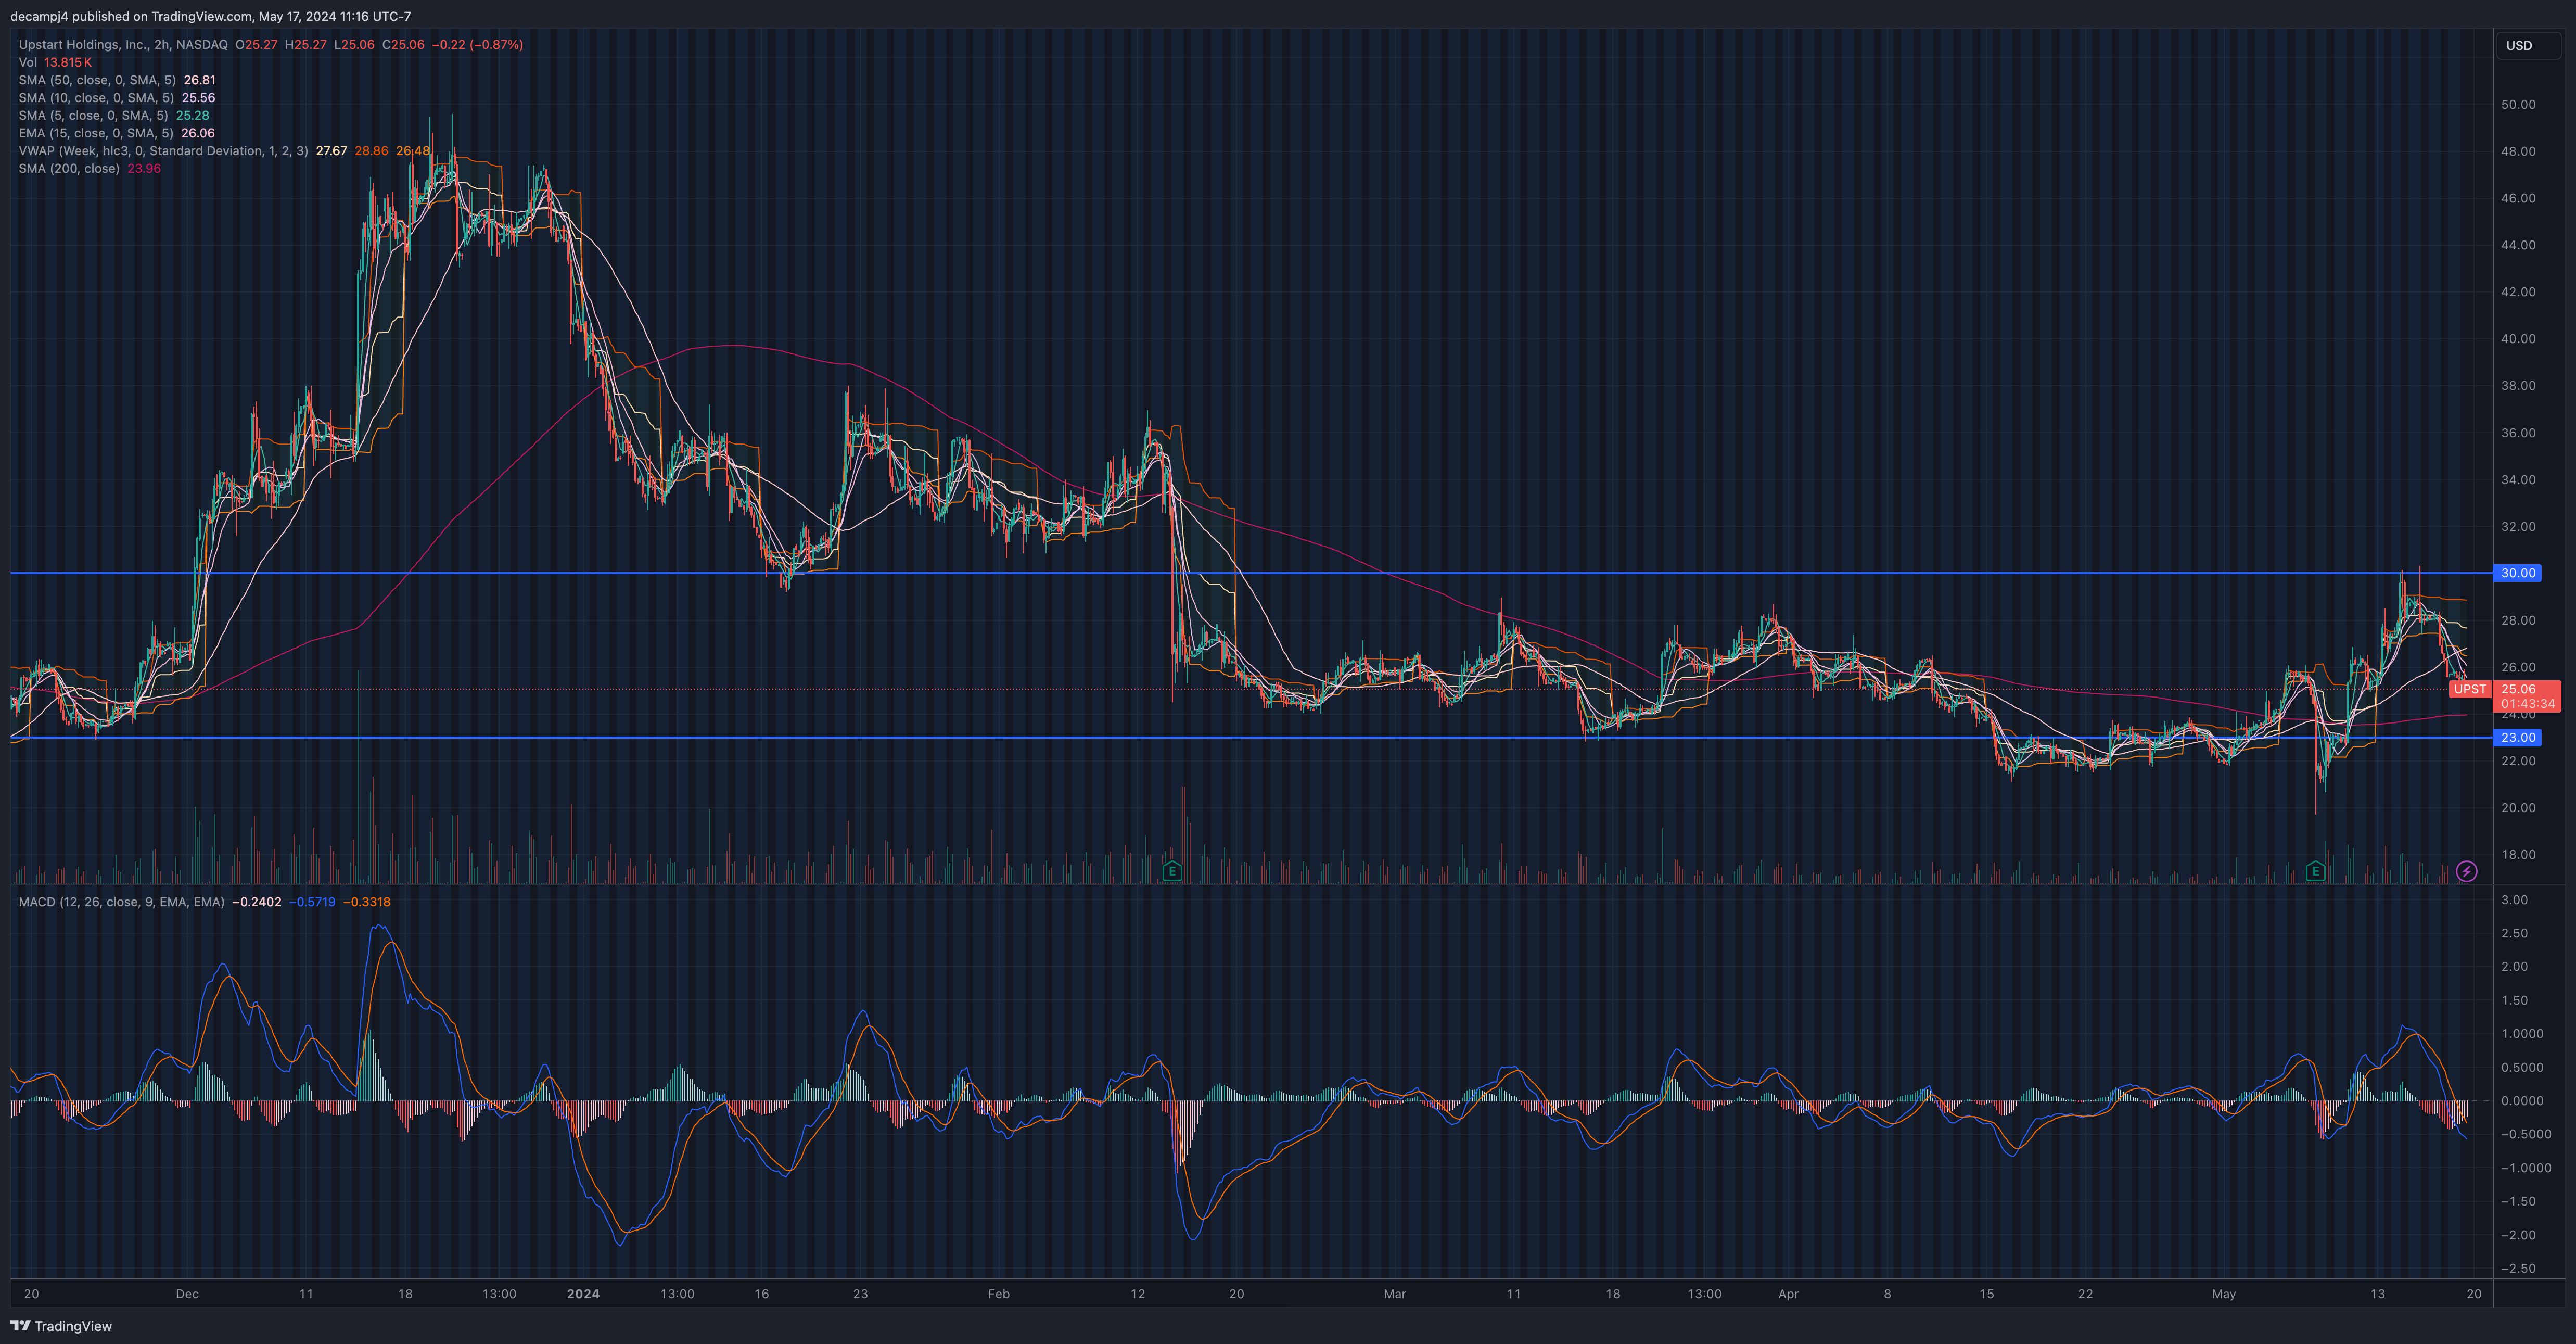 decampj4 published on TradingView.com, May 17, 2024 11:16 UTC-7
Upstart Holdings, Inc., 2h, NASDAQ O25.27 H25.27 L25.06 C25.06 −0.22 (−0.87%)
Vol 13.815K
SMA (50, close, 0, SMA, 5) 26.81
SMA (10, close, 0, SMA, 5) 25.56
SMA (5, close, 0, SMA, 5) 25.28
EMA (15, close, 0, SMA, 5) 26.06
VWAP (Week, hlc3, 0, Standard Deviation, 1, 2, 3) 27.67 28.86 26.48
SMA (200, close) 23.96
USD
50.00
48.00
46.00
44.00
42.00
40.00
38.00
36.00
34.00
32.00
30.00
28.00
26.00
UPST 25.06
01:43:34
24.00
23.00
22.00
20.00
18.00
E
E
MACD (12, 26, close, 9, EMA, EMA) −0.2402 −0.5719 −0.3318
3.00
2.50
2.00
1.50
1.0000
0.5000
0.0000
−0.5000
−1.0000
−1.50
−2.00
−2.50
20 Dec 11 18 13:00 2024 13:00 16 23 Feb 12 20 Mar 11 18 13:00 Apr 8 15 22 May 13 20
TradingView